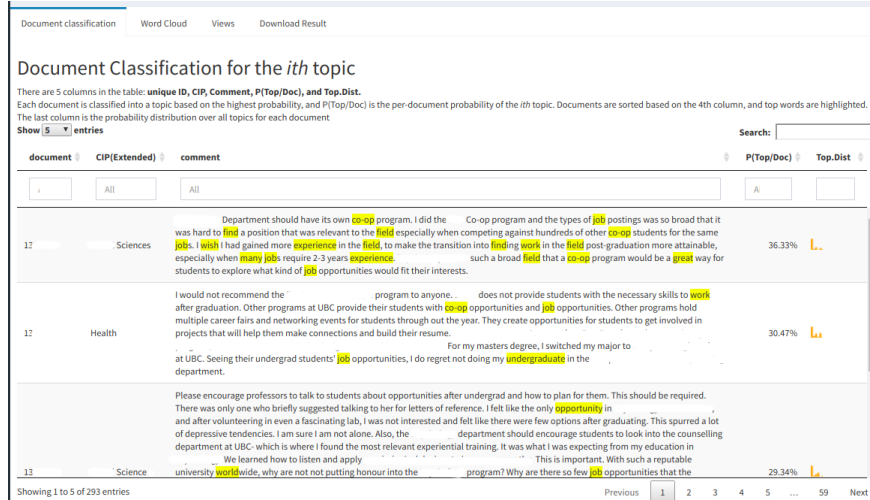 Document classification Word Cloud Views Download Result
Document Classification for the ith topic
There are 5 columns in the table: unique ID, CIP, Comment, P(Top/Doc), and Top.Dist.
Each document is classified into a topic based on the highest probability, and P(Top/Doc) is the per-document probability of the ith topic. Documents are sorted based on the 4th column, and top words are highlighted.
The last column is the probability distribution over all topics for each document
Show 5 entries
Search:
document CIP(Extended) comment P(Top/Doc) Top.Dist
All All
Department should have its own co-op program. I did the Co-op program and the types of job postings was so broad that it
was hard to find a position that was relevant to the field especially when competing against hundreds of other co-op students for the same
13 Sciences jobs. I wish I had gained more experience in the field, to make the transition into finding work in the field post-graduation more attainable, 36.33%
especially when many jobs require 2-3 years experience. such a broad field that a co-op program would be a great way for
students to explore what kind of job opportunities would fit their interests.
I would not recommend the program to anyone. does not provide students with the necessary skills to work
after graduation. Other programs at UBC provide their students with co-op opportunities and job opportunities. Other programs hold
multiple career fairs and networking events for students through out the year. They create opportunities for students to get involved in
13 Health projects that will help them make connections and build their resume. 30.47%
For my masters degree, I switched my major to
at UBC. Seeing their undergrad students' job opportunities, I do regret not doing my undergraduate in the
department.
Please encourage professors to talk to students about opportunities after undergrad and how to plan for them. This should be required.
There was only one who briefly suggested talking to her for letters of reference. I felt like the only opportunity in
and after volunteering in even a fascinating lab, I was not interested and felt like there were few options after graduating. This spurred a lot
of depressive tendencies. I am sure I am not alone. Also, the department should encourage students to look into the counselling
department at UBC- which is where I found the most relevant experiential training. It was what I was expecting from my education in
We learned how to listen and apply This is important. With such a reputable
13 Science university worldwide, why are not not putting honour into the program? Why are there so few job opportunities that the 29.34%
Showing 1 to 5 of 293 entries
Previous 1 2 3 4 5 ... 59 Next